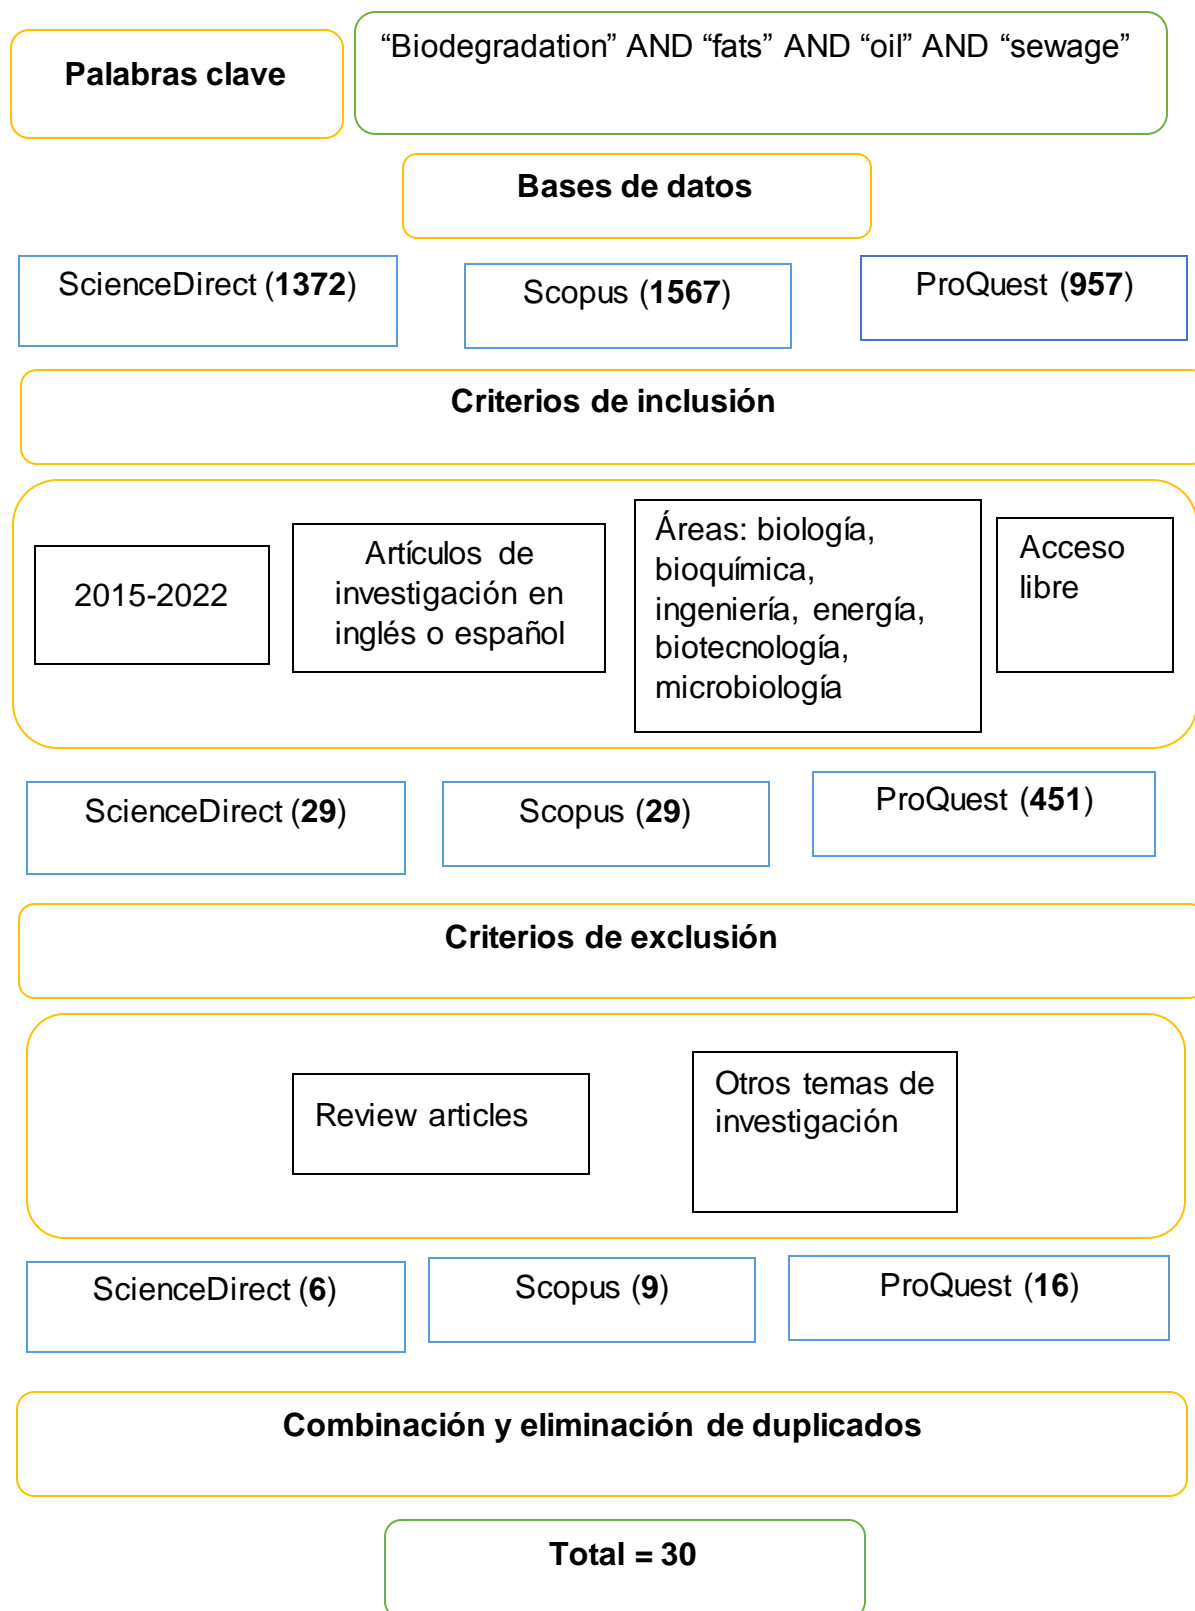 Palabras clave
“Biodegradation” AND “fats” AND “oil” AND “sewage”
Bases de datos
ScienceDirect (1372)
Scopus (1567)
ProQuest (957)
Criterios de inclusión
2015-2022
Artículos de
investigación en
inglés o español
Áreas: biología,
bioquímica,
ingeniería, energía,
biotecnología,
microbiología
Acceso
libre
ScienceDirect (29)
Scopus (29)
ProQuest (451)
Criterios de exclusión
Review articles
Otros temas de
investigación
ScienceDirect (6)
Scopus (9)
ProQuest (16)
Combinación y eliminación de duplicados
Total = 30